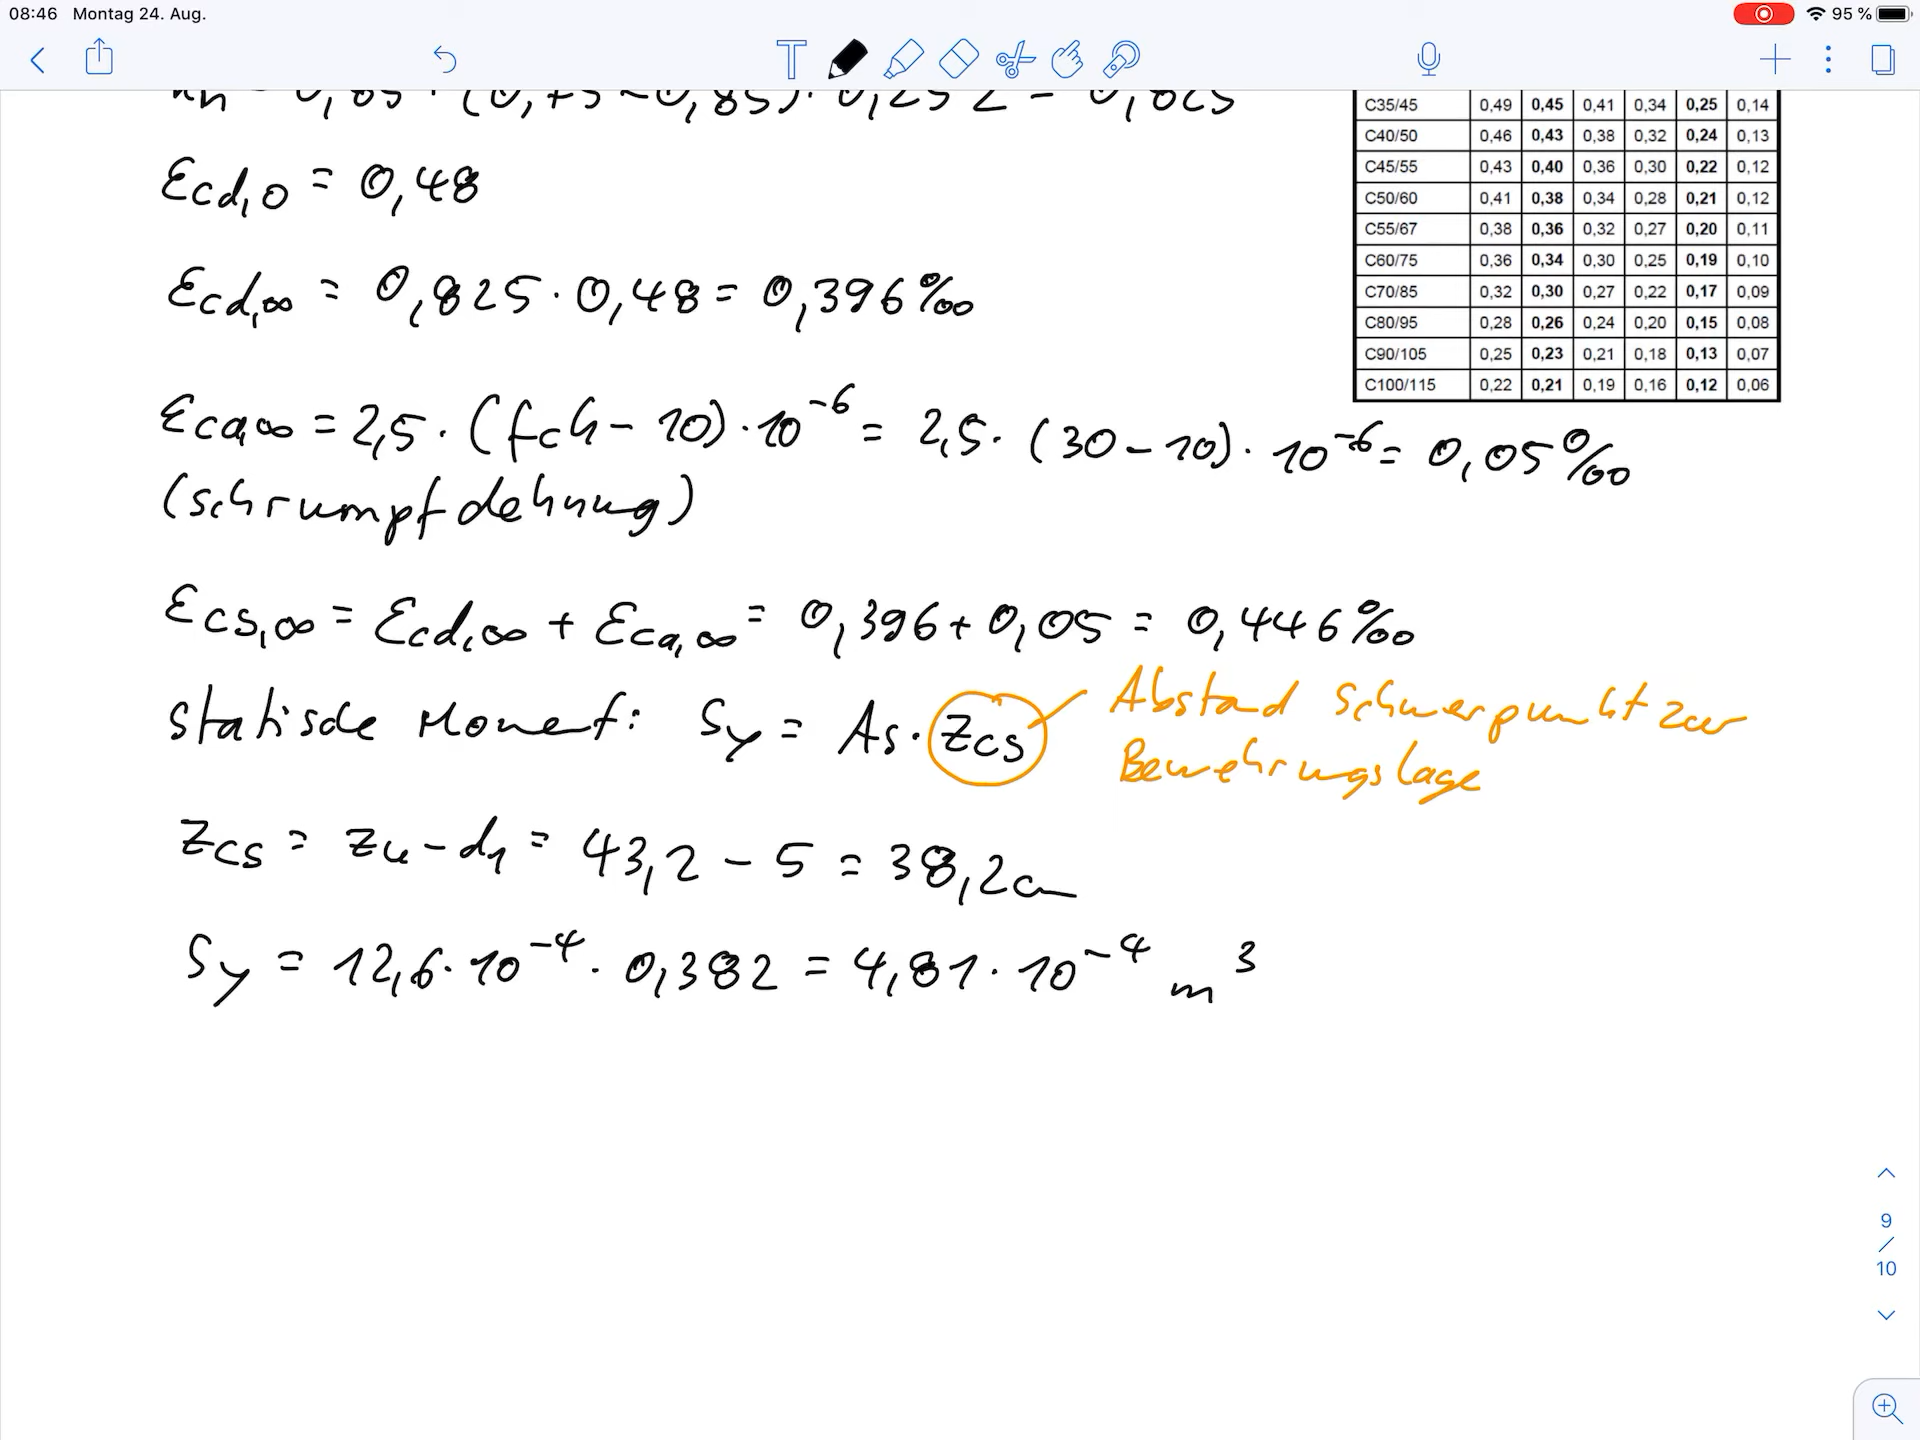 08:46 Montag 24. Aug.
95 %
T
= 0,85 + (0,75 - 0,85) · 0,252 = 0,825
C35/45 0,49 0,45 0,41 0,34 0,25 0,14
C40/50 0,46 0,43 0,38 0,32 0,24 0,13
C45/55 0,43 0,40 0,36 0,30 0,22 0,12
C50/60 0,41 0,38 0,34 0,28 0,21 0,12
C55/67 0,38 0,36 0,32 0,27 0,20 0,11
C60/75 0,36 0,34 0,30 0,25 0,19 0,10
C70/85 0,32 0,30 0,27 0,22 0,17 0,09
C80/95 0,28 0,26 0,24 0,20 0,15 0,08
C90/105 0,25 0,23 0,21 0,18 0,13 0,07
C100/115 0,22 0,21 0,19 0,16 0,12 0,06
εcd,0 = 0,48
εcd,∞ = 0,825 · 0,48 = 0,396‰
εca,∞ = 2,5 · (fck - 10) · 10⁻⁶ = 2,5 · (30 - 10) · 10⁻⁶ = 0,05‰
(Schrumpfdehnung)
εcs,∞ = εcd,∞ + εca,∞ = 0,396 + 0,05 = 0,446‰
Statische Moment: Sy = As · zcs
Abstand Schwerpunkt zur
Bewehrungslage
zcs = zu - d1 = 43,2 - 5 = 38,2cm
Sy = 12,6 · 10⁻⁴ · 0,382 = 4,81 · 10⁻⁴ m³
9
/
10